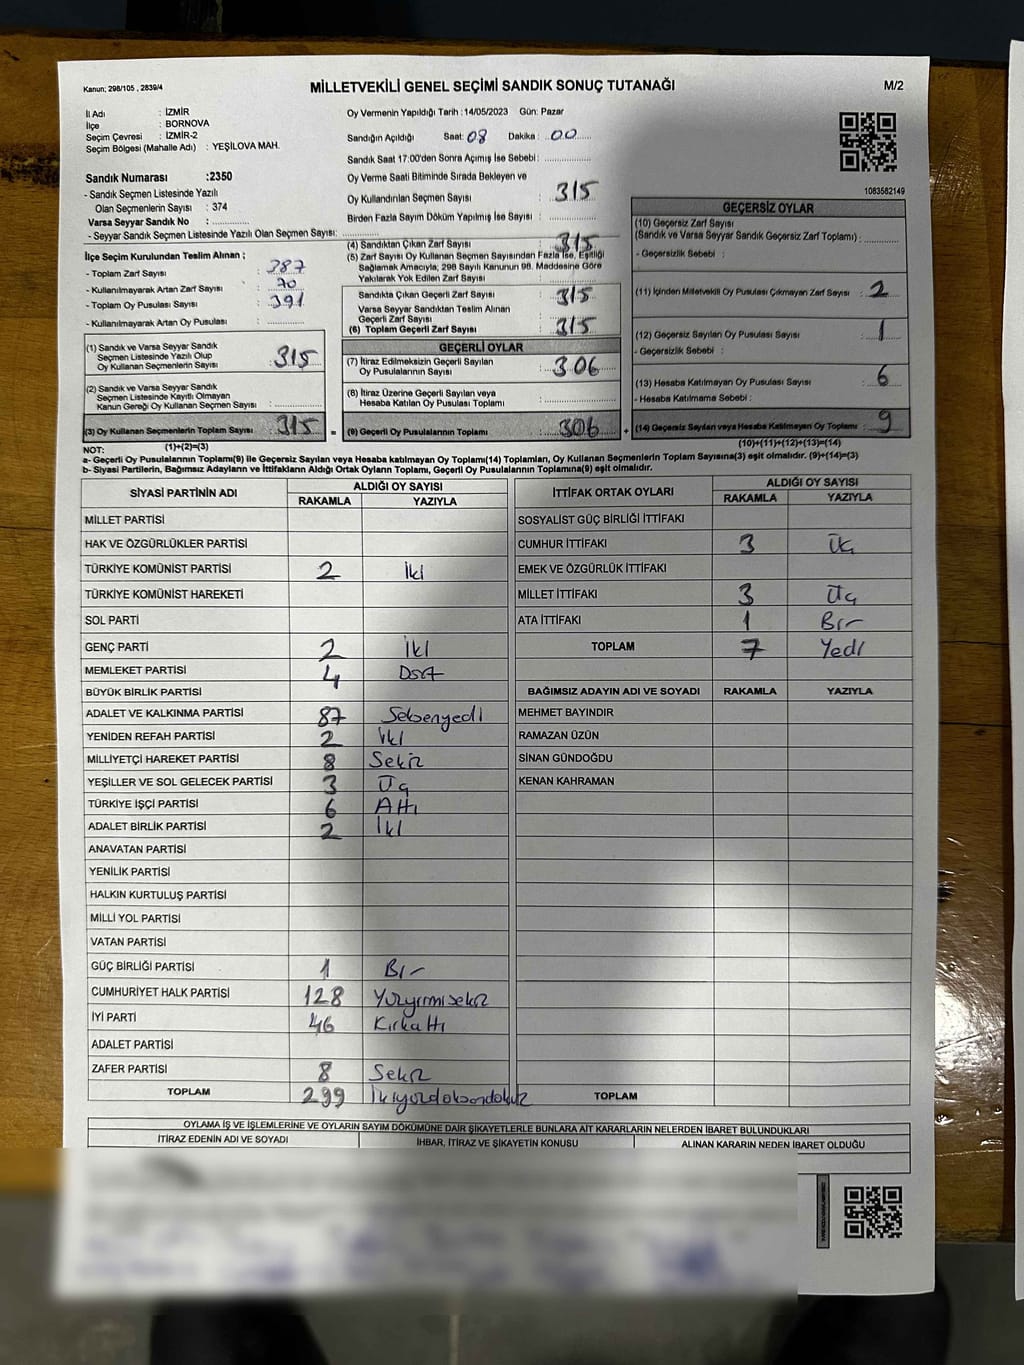 Kanun; 298/105 , 2839/4
MİLLETVEKİLİ GENEL SEÇİMİ SANDIK SONUÇ TUTANAĞI
M/2
İl Adı : İZMİR
İlçe : BORNOVA
Seçim Çevresi : İZMİR-2
Seçim Bölgesi (Mahalle Adı) : YEŞİLOVA MAH.
Sandık Numarası :2350
- Sandık Seçmen Listesinde Yazılı
Olan Seçmenlerin Sayısı : 374
Varsa Seyyar Sandık No :
- Seyyar Sandık Seçmen Listesinde Yazılı Olan Seçmen Sayısı:
Oy Vermenin Yapıldığı Tarih :14/05/2023 Gün: Pazar
Sandığın Açıldığı Saat: 08 Dakika : 00
Sandık Saat 17:00'den Sonra Açımış İse Sebebi :
Oy Verme Saati Bitiminde Sırada Bekleyen ve
Oy Kullandırılan Seçmen Sayısı : 315
Birden Fazla Sayım Döküm Yapılmış İse Sayısı :
1083582149
İlçe Seçim Kurulundan Teslim Alınan ;
- Toplam Zarf Sayısı : 387
- Kullanılmayarak Artan Zarf Sayısı : 70
- Toplam Oy Pusulası Sayısı : 391
- Kullanılmayarak Artan Oy Pusulası :
(1) Sandık ve Varsa Seyyar Sandık
Seçmen Listesinde Yazılı Olup
Oy Kullanan Seçmenlerin Sayısı : 315
(2) Sandık ve Varsa Seyyar Sandık
Seçmen Listesinde Kayıtlı Olmayan
Kanun Gereği Oy Kullanan Seçmen Sayısı :
(3) Oy Kullanan Seçmenlerin Toplam Sayısı : 315
(1)+(2)=(3)
(4) Sandıktan Çıkan Zarf Sayısı : 315
(5) Zarf Sayısı Oy Kullanan Seçmen Sayısından Fazla İse, Eşitliği
Sağlamak Amacıyla, 298 Sayılı Kanunun 98. Maddesine Göre
Yakılarak Yok Edilen Zarf Sayısı :
Sandıkta Çıkan Geçerli Zarf Sayısı : 315
Varsa Seyyar Sandıktan Teslim Alınan
Geçerli Zarf Sayısı :
(6) Toplam Geçerli Zarf Sayısı : 315
GEÇERLİ OYLAR
(7) İtiraz Edilmeksizin Geçerli Sayılan
Oy Pusulalarının Sayısı : 306
(8) İtiraz Üzerine Geçerli Sayılan veya
Hesaba Katılan Oy Pusulası Toplamı :
= (9) Geçerli Oy Pusulalarının Toplamı : 306 +
GEÇERSİZ OYLAR
(10) Geçersiz Zarf Sayısı
(Sandık ve Varsa Seyyar Sandık Geçersiz Zarf Toplamı) :
- Geçersizlik Sebebi :
(11) İçinden Milletvekili Oy Pusulası Çıkmayan Zarf Sayısı : 2
(12) Geçersiz Sayılan Oy Pusulası Sayısı : 1
- Geçersizlik Sebebi :
(13) Hesaba Katılmayan Oy Pusulası Sayısı : 6
- Hesaba Katılmama Sebebi :
(14) Geçersiz Sayılan veya Hesaba Katılmayan Oy Toplamı : 9
(10)+(11)+(12)+(13)=(14)
NOT:
a- Geçerli Oy Pusulalarının Toplamı(9) ile Geçersiz Sayılan veya Hesaba katılmayan Oy Toplamı(14) Toplamları, Oy Kullanan Seçmenlerin Toplam Sayısına(3) eşit olmalıdır. (9)+(14)=(3)
b- Siyasi Partilerin, Bağımsız Adayların ve İttifakların Aldığı Ortak Oyların Toplamı, Geçerli Oy Pusulalarının Toplamına(9) eşit olmalıdır.
SİYASİ PARTİNİN ADI ALDIĞI OY SAYISI
RAKAMLA YAZIYLA
MİLLET PARTİSİ
HAK VE ÖZGÜRLÜKLER PARTİSİ
TÜRKİYE KOMÜNİST PARTİSİ 2 İki
TÜRKİYE KOMÜNİST HAREKETİ
SOL PARTİ
GENÇ PARTİ 2 İki
MEMLEKET PARTİSİ 4 Dört
BÜYÜK BİRLİK PARTİSİ
ADALET VE KALKINMA PARTİSİ 87 Seksenyedi
YENİDEN REFAH PARTİSİ 2 İki
MİLLİYETÇİ HAREKET PARTİSİ 8 Sekiz
YEŞİLLER VE SOL GELECEK PARTİSİ 3 Üç
TÜRKİYE İŞÇİ PARTİSİ 6 Altı
ADALET BİRLİK PARTİSİ 2 İki
ANAVATAN PARTİSİ
YENİLİK PARTİSİ
HALKIN KURTULUŞ PARTİSİ
MİLLİ YOL PARTİSİ
VATAN PARTİSİ
GÜÇ BİRLİĞİ PARTİSİ 1 Bir
CUMHURİYET HALK PARTİSİ 128 Yüzyirmisekiz
İYİ PARTİ 46 Kırkaltı
ADALET PARTİSİ
ZAFER PARTİSİ 8 Sekiz
TOPLAM 299 İkiyüzdoksandokuz
İTTİFAK ORTAK OYLARI ALDIĞI OY SAYISI
RAKAMLA YAZIYLA
SOSYALİST GÜÇ BİRLİĞİ İTTİFAKI
CUMHUR İTTİFAKI 3 Üç
EMEK VE ÖZGÜRLÜK İTTİFAKI
MİLLET İTTİFAKI 3 Üç
ATA İTTİFAKI 1 Bir
TOPLAM 7 Yedi
BAĞIMSIZ ADAYIN ADI VE SOYADI RAKAMLA YAZIYLA
MEHMET BAYINDIR
RAMAZAN ÜZÜN
SİNAN GÜNDOĞDU
KENAN KAHRAMAN
TOPLAM
OYLAMA İŞ VE İŞLEMLERİNE VE OYLARIN SAYIM DÖKÜMÜNE DAİR ŞİKAYETLERLE BUNLARA AİT KARARLARIN NELERDEN İBARET BULUNDUKLARI
İTİRAZ EDENİN ADI VE SOYADI İHBAR, İTİRAZ VE ŞİKAYETİN KONUSU ALINAN KARARIN NEDEN İBARET OLDUĞU